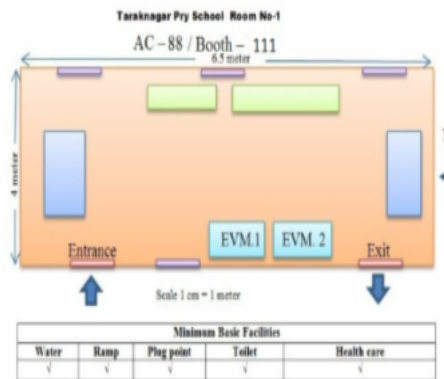 Taraknagar Pry School Room No-1
AC – 88 / Booth – 111
6.5 meter
4 meter
EVM.1 EVM. 2
Entrance Exit
Scale 1 cm = 1 meter
Minimum Basic Facilities
Water Ramp Plug point Toilet Health care
√ √ √ √ √